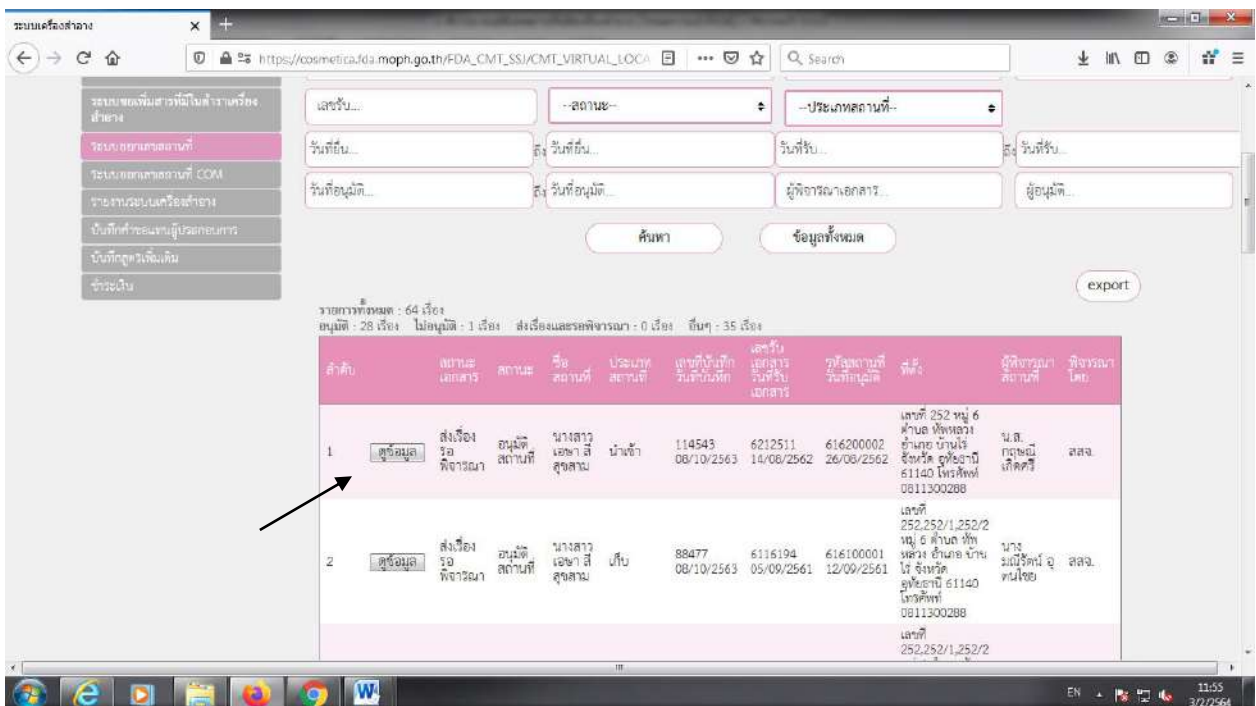 ระบบเครื่องสำอาง
https://cosmetica.fda.moph.go.th/FDA_CMT_SSJ/CMT_VIRTUAL_LOCA
Search
ระบบขอเพิ่มสารที่มีในตำราเครื่อง
สำอาง
ระบบออกเลขสถานที่
ระบบออกเลขสถานที่ COM
รายงานระบบเครื่องสำอาง
บันทึกคำขอแทนผู้ประกอบการ
บันทึกสูตรเพิ่มเติม
ชำระเงิน
เลขรับ... --สถานะ-- --ประเภทสถานที่--
วันที่ยื่น... ถึง วันที่ยื่น... วันที่รับ... ถึง วันที่รับ...
วันที่อนุมัติ... ถึง วันที่อนุมัติ... ผู้พิจารณาเอกสาร... ผู้อนุมัติ...
ค้นหา ข้อมูลทั้งหมด
export
รายการทั้งหมด : 64 เรื่อง
อนุมัติ : 28 เรื่อง ไม่อนุมัติ : 1 เรื่อง ส่งเรื่องและรอพิจารณา : 0 เรื่อง อื่นๆ : 35 เรื่อง
ลำดับ
สถานะ
เอกสาร
สถานะ
ชื่อ
สถานที่
ประเภท
สถานที่
เลขที่บันทึก
วันที่บันทึก
เลขรับ
เอกสาร
วันที่รับ
เอกสาร
รหัสสถานที่
วันที่อนุมัติ
ที่ตั้ง
ผู้พิจารณา
สถานที่
พิจารณา
โดย
1
ดูข้อมูล
ส่งเรื่อง
รอ
พิจารณา
อนุมัติ
สถานที่
นางสาว
เอษา สี
สุขสาม
นำเข้า
114543
08/10/2563
6212511
14/08/2562
616200002
26/08/2562
เลขที่ 252 หมู่ 6
ตำบล ทัพหลวง
อำเภอ บ้านไร่
จังหวัด อุทัยธานี
61140 โทรศัพท์
0811300288
น.ส.
กฤษณี
เกิดศรี
สสจ.
2
ดูข้อมูล
ส่งเรื่อง
รอ
พิจารณา
อนุมัติ
สถานที่
นางสาว
เอษา สี
สุขสาม
เก็บ
88477
08/10/2563
6116194
05/09/2561
616100001
12/09/2561
เลขที่
252,252/1,252/2
หมู่ 6 ตำบล ทัพ
หลวง อำเภอ บ้าน
ไร่ จังหวัด
อุทัยธานี 61140
โทรศัพท์
0811300288
นาง
มณีรัตน์ อุ
ตนไชย
สสจ.
เลขที่
252,252/1,252/2
EN
11:55
3/2/2564